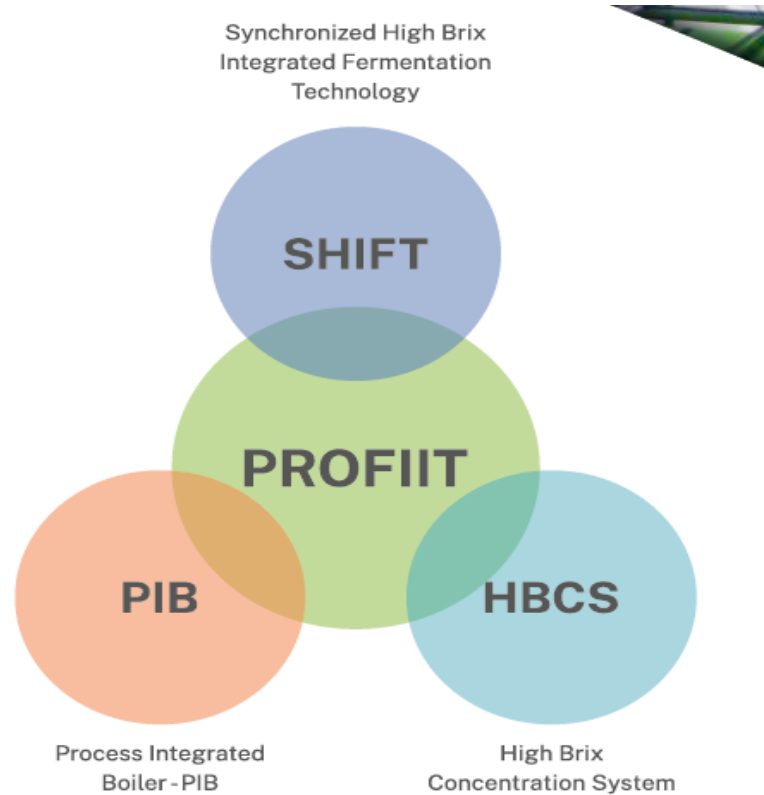 Synchronized High Brix
Integrated Fermentation
Technology
SHIFT
PROFIIT
PIB
HBCS
Process Integrated
Boiler-PIB
High Brix
Concentration System